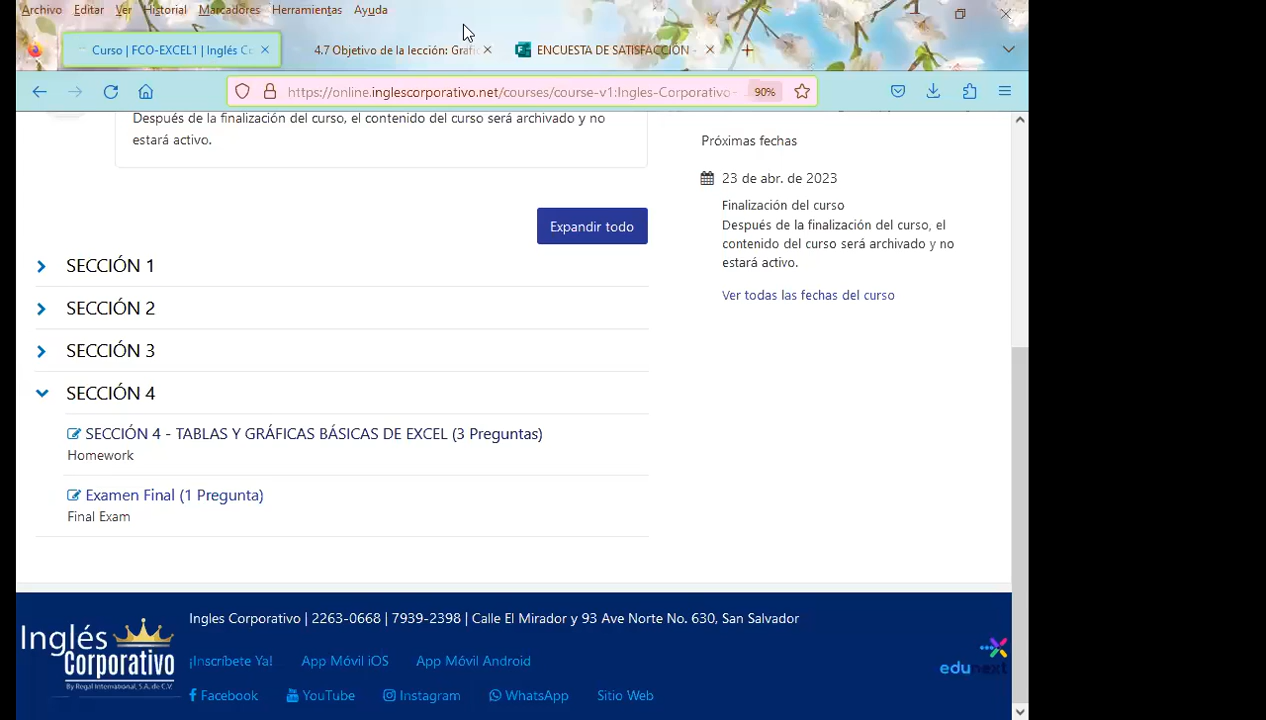 Archivo Editar Ver Historial Marcadores Herramientas Ayuda
Curso | FCO-EXCEL1 | Inglés C
4.7 Objetivo de la lección: Gráfi
ENCUESTA DE SATISFACCIÓN
https://online.inglescorporativo.net/courses/course-v1:Ingles-Corporativo 90%
Después de la finalización del curso, el contenido del curso será archivado y no
estará activo.
Expandir todo
SECCIÓN 1
SECCIÓN 2
SECCIÓN 3
SECCIÓN 4
SECCIÓN 4 - TABLAS Y GRÁFICAS BÁSICAS DE EXCEL (3 Preguntas)
Homework
Examen Final (1 Pregunta)
Final Exam
Próximas fechas
23 de abr. de 2023
Finalización del curso
Después de la finalización del curso, el
contenido del curso será archivado y no
estará activo.
Ver todas las fechas del curso
Inglés
Corporativo
By Regal International, S.A. de C.V.
Ingles Corporativo | 2263-0668 | 7939-2398 | Calle El Mirador y 93 Ave Norte No. 630, San Salvador
¡Inscríbete Ya! App Móvil iOS App Móvil Android
Facebook YouTube Instagram WhatsApp Sitio Web
edunext